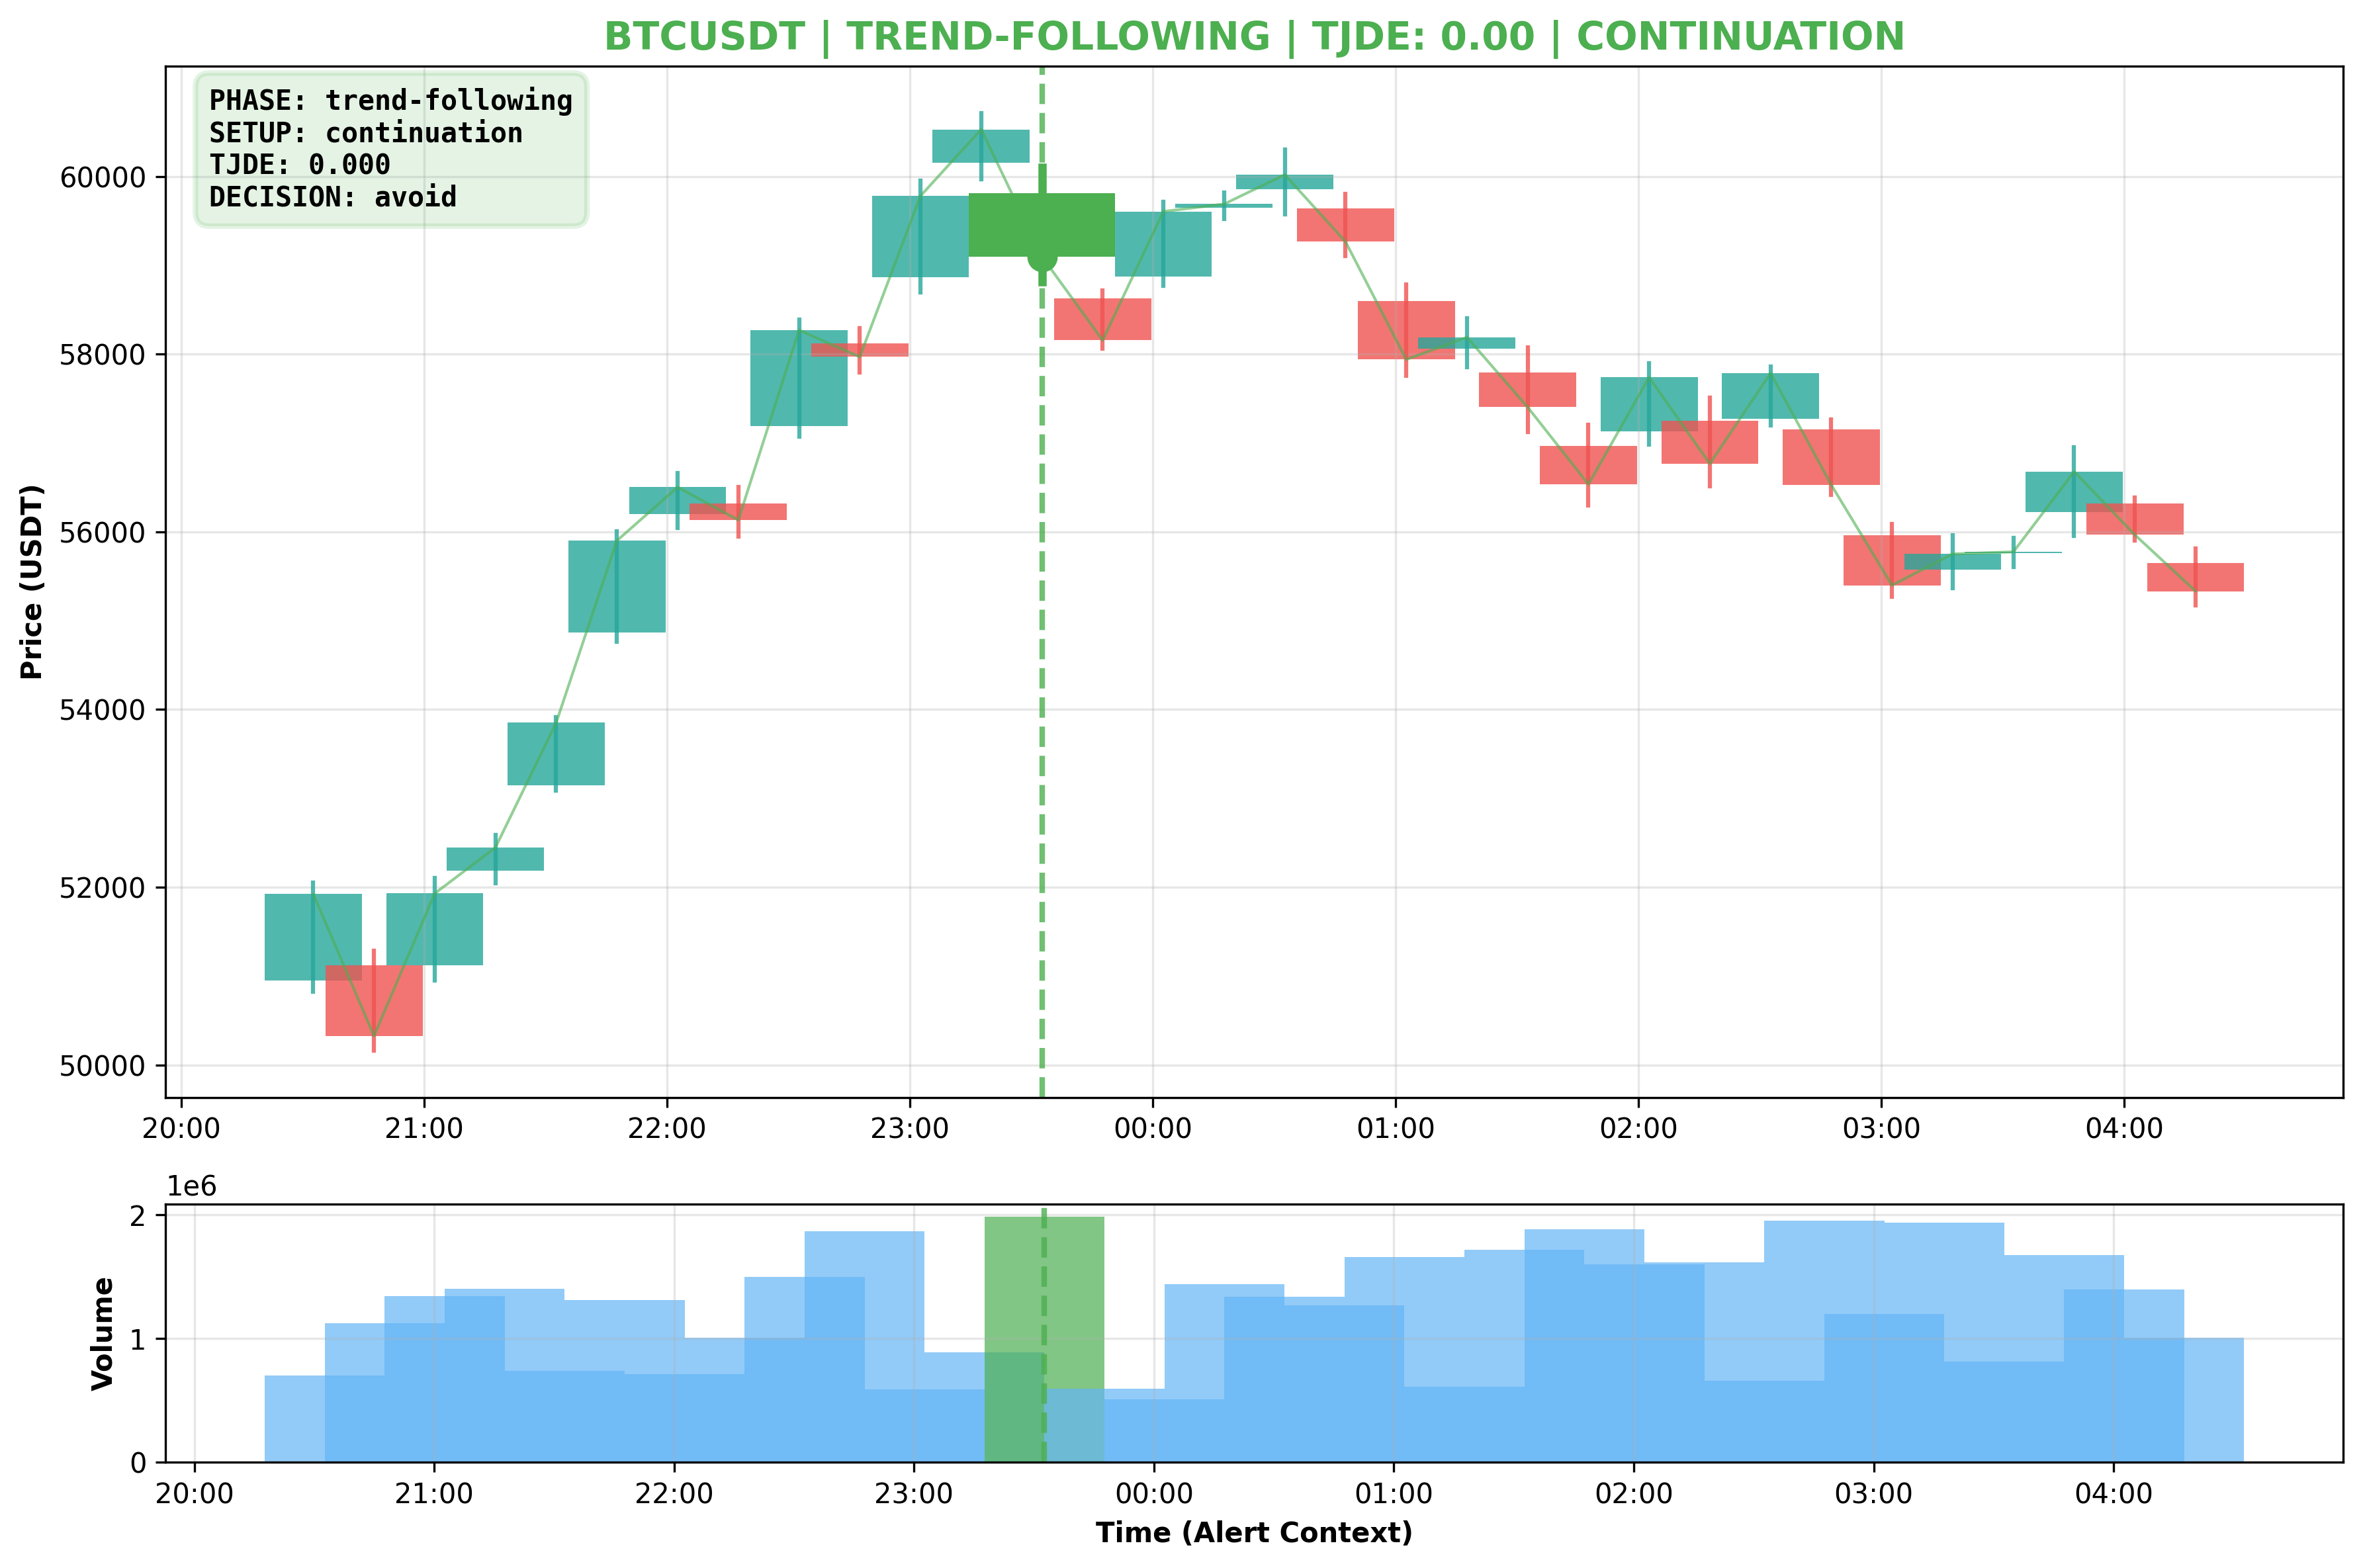 BTCUSDT | TREND-FOLLOWING | TJDE: 0.00 | CONTINUATION
PHASE: trend-following
SETUP: continuation
TJDE: 0.000
DECISION: avoid
Price (USDT)
60000
58000
56000
54000
52000
50000
20:00 21:00 22:00 23:00 00:00 01:00 02:00 03:00 04:00
1e6
Volume
2
1
0
20:00 21:00 22:00 23:00 00:00 01:00 02:00 03:00 04:00
Time (Alert Context)